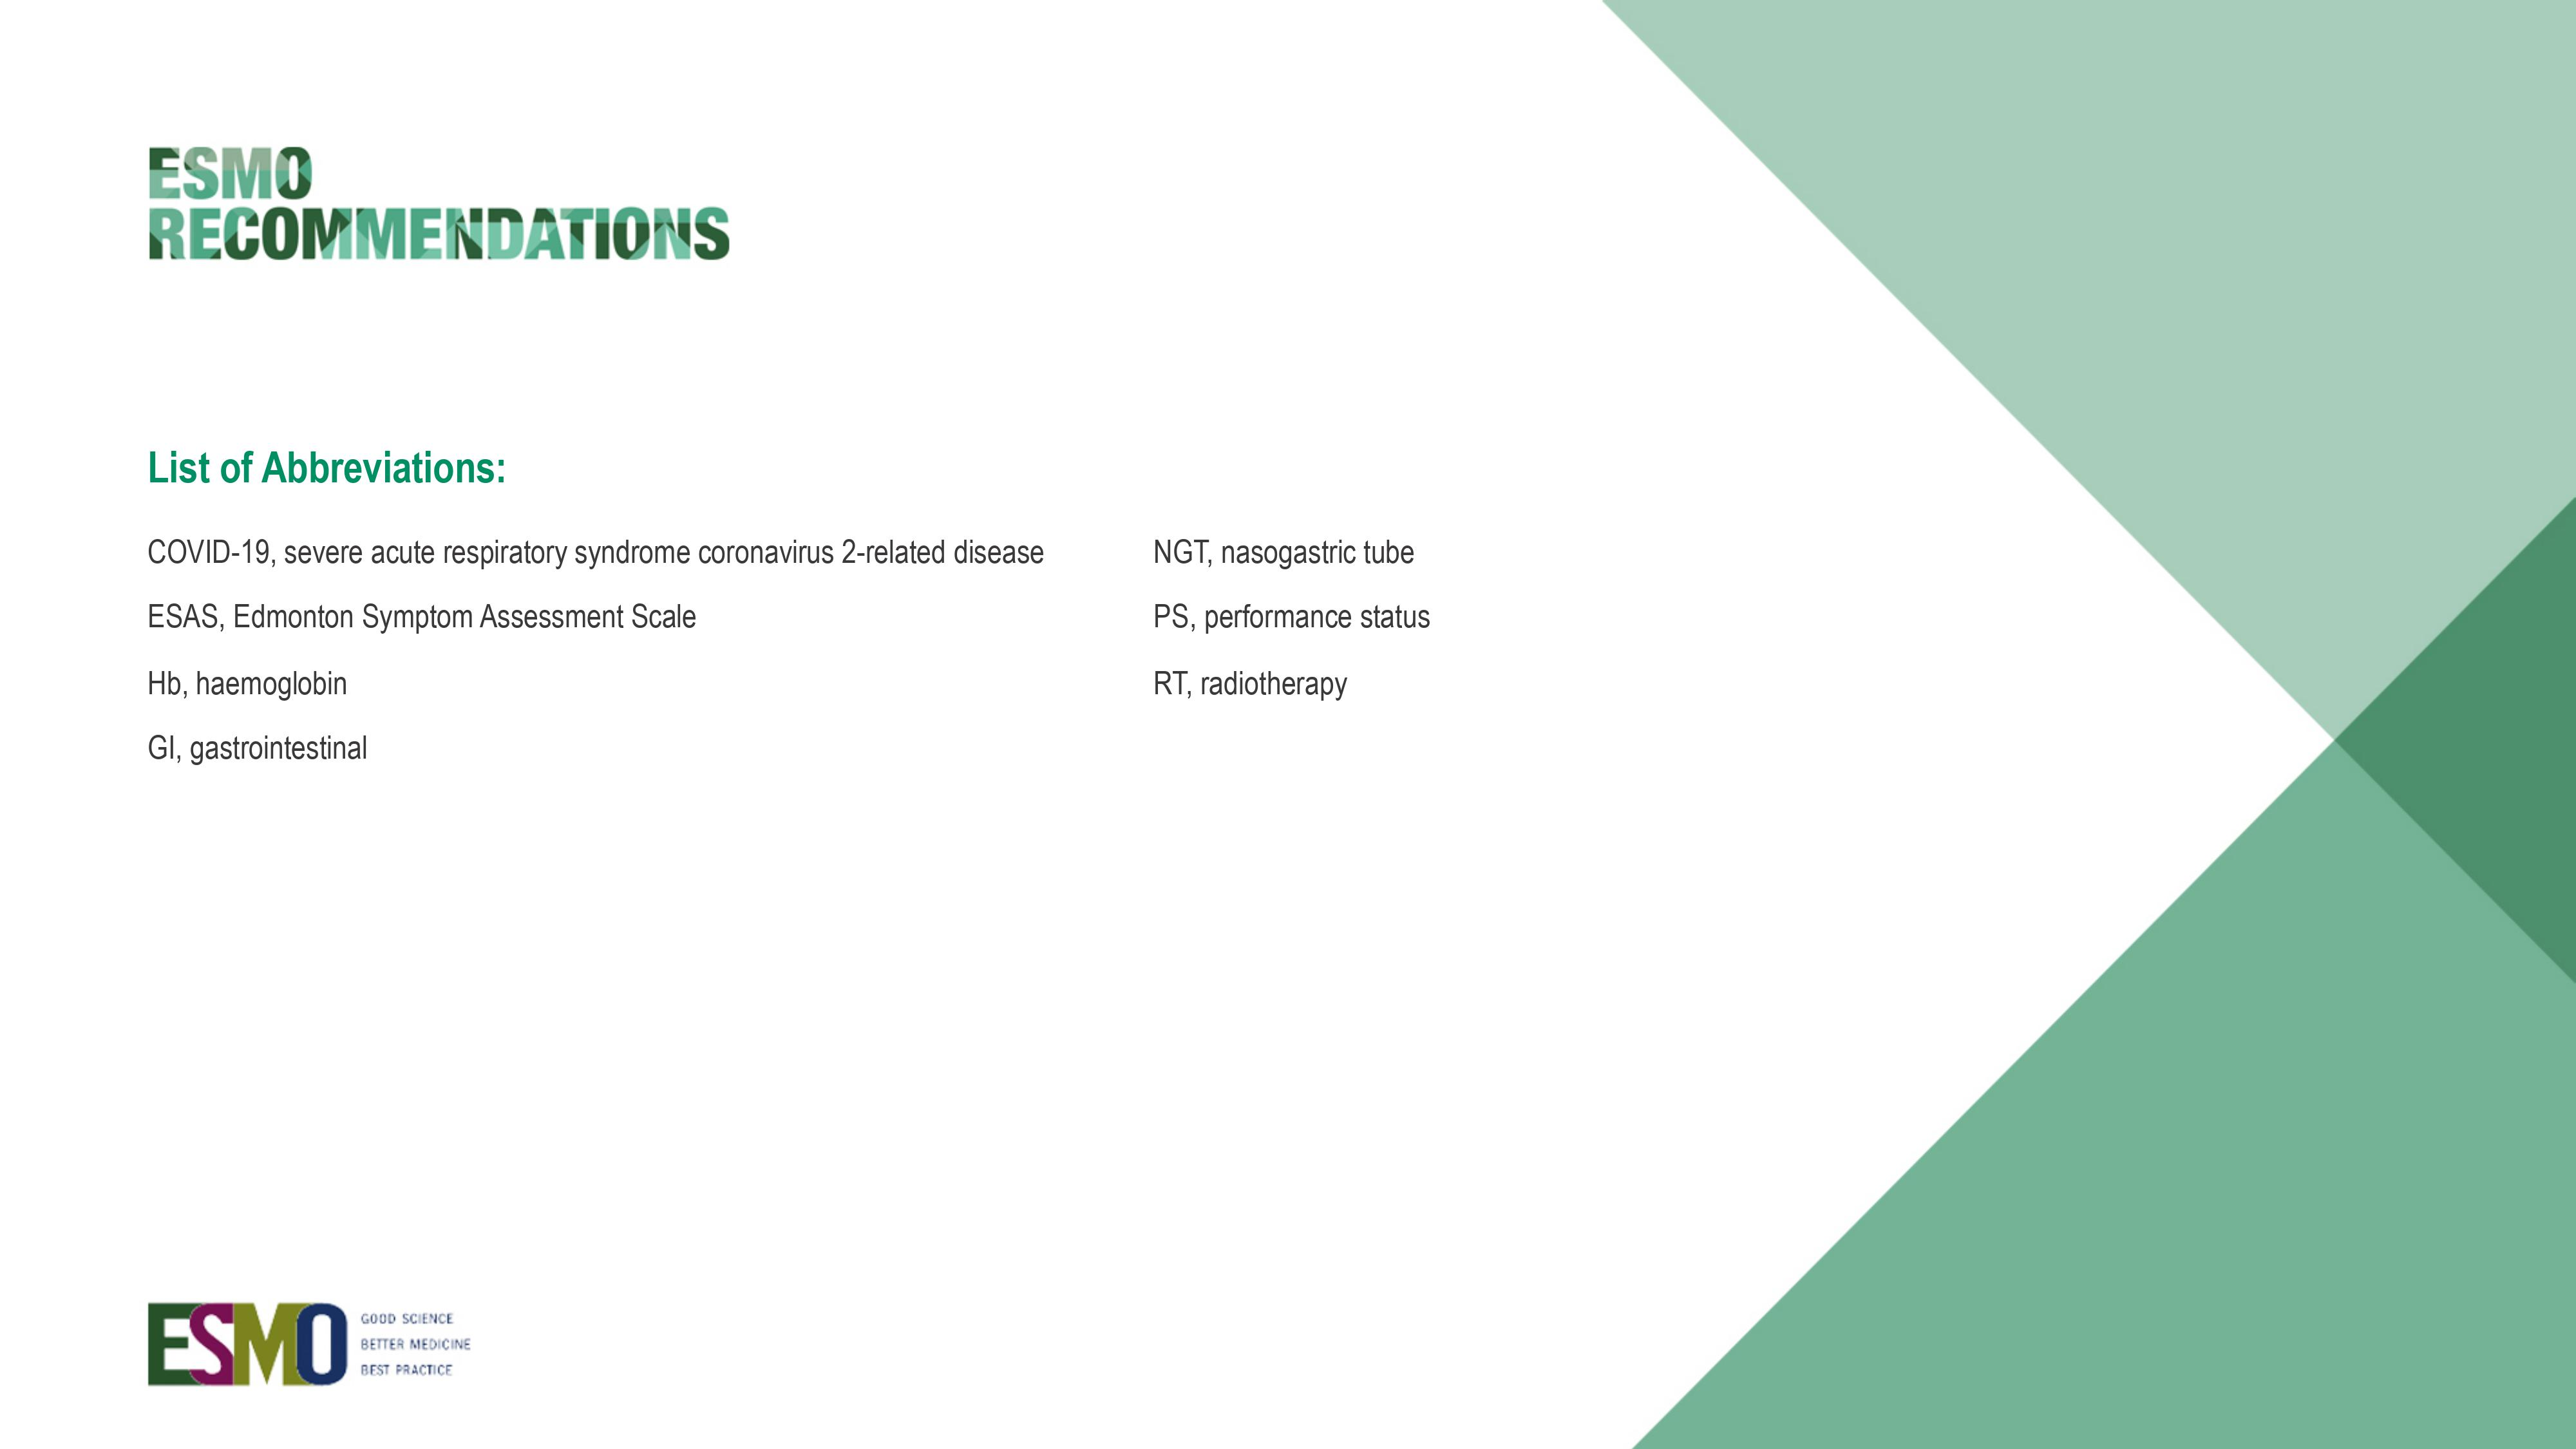 ESMO
RECOMMENDATIONS
List of Abbreviations:
COVID-19, severe acute respiratory syndrome coronavirus 2-related disease
ESAS, Edmonton Symptom Assessment Scale
Hb, haemoglobin
GI, gastrointestinal
NGT, nasogastric tube
PS, performance status
RT, radiotherapy
ESMO
GOOD SCIENCE
BETTER MEDICINE
BEST PRACTICE